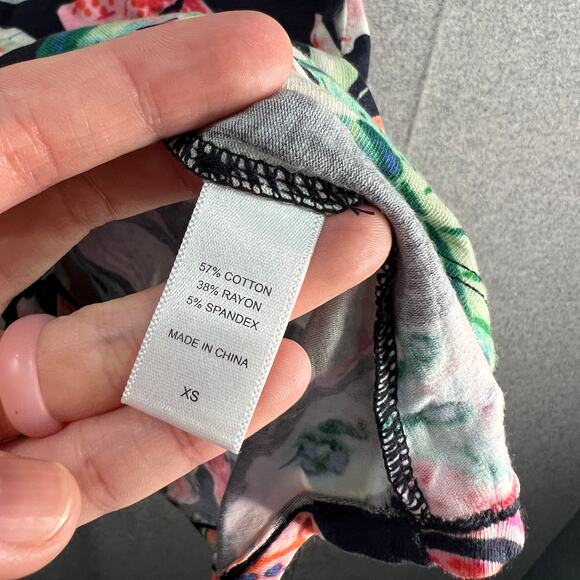 57% COTTON
38% RAYON
5% SPANDEX
MADE IN CHINA
XS